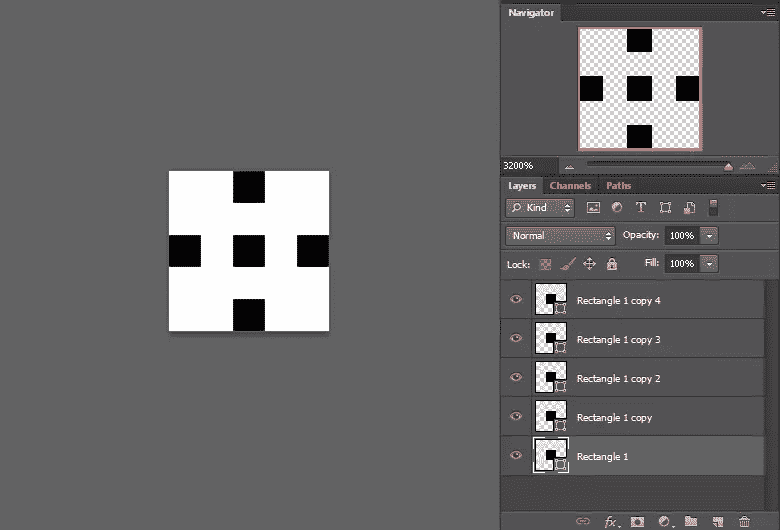 Navigator
3200%
Layers Channels Paths
Kind
Normal Opacity: 100%
Lock: Fill: 100%
Rectangle 1 copy 4
Rectangle 1 copy 3
Rectangle 1 copy 2
Rectangle 1 copy
Rectangle 1
fx